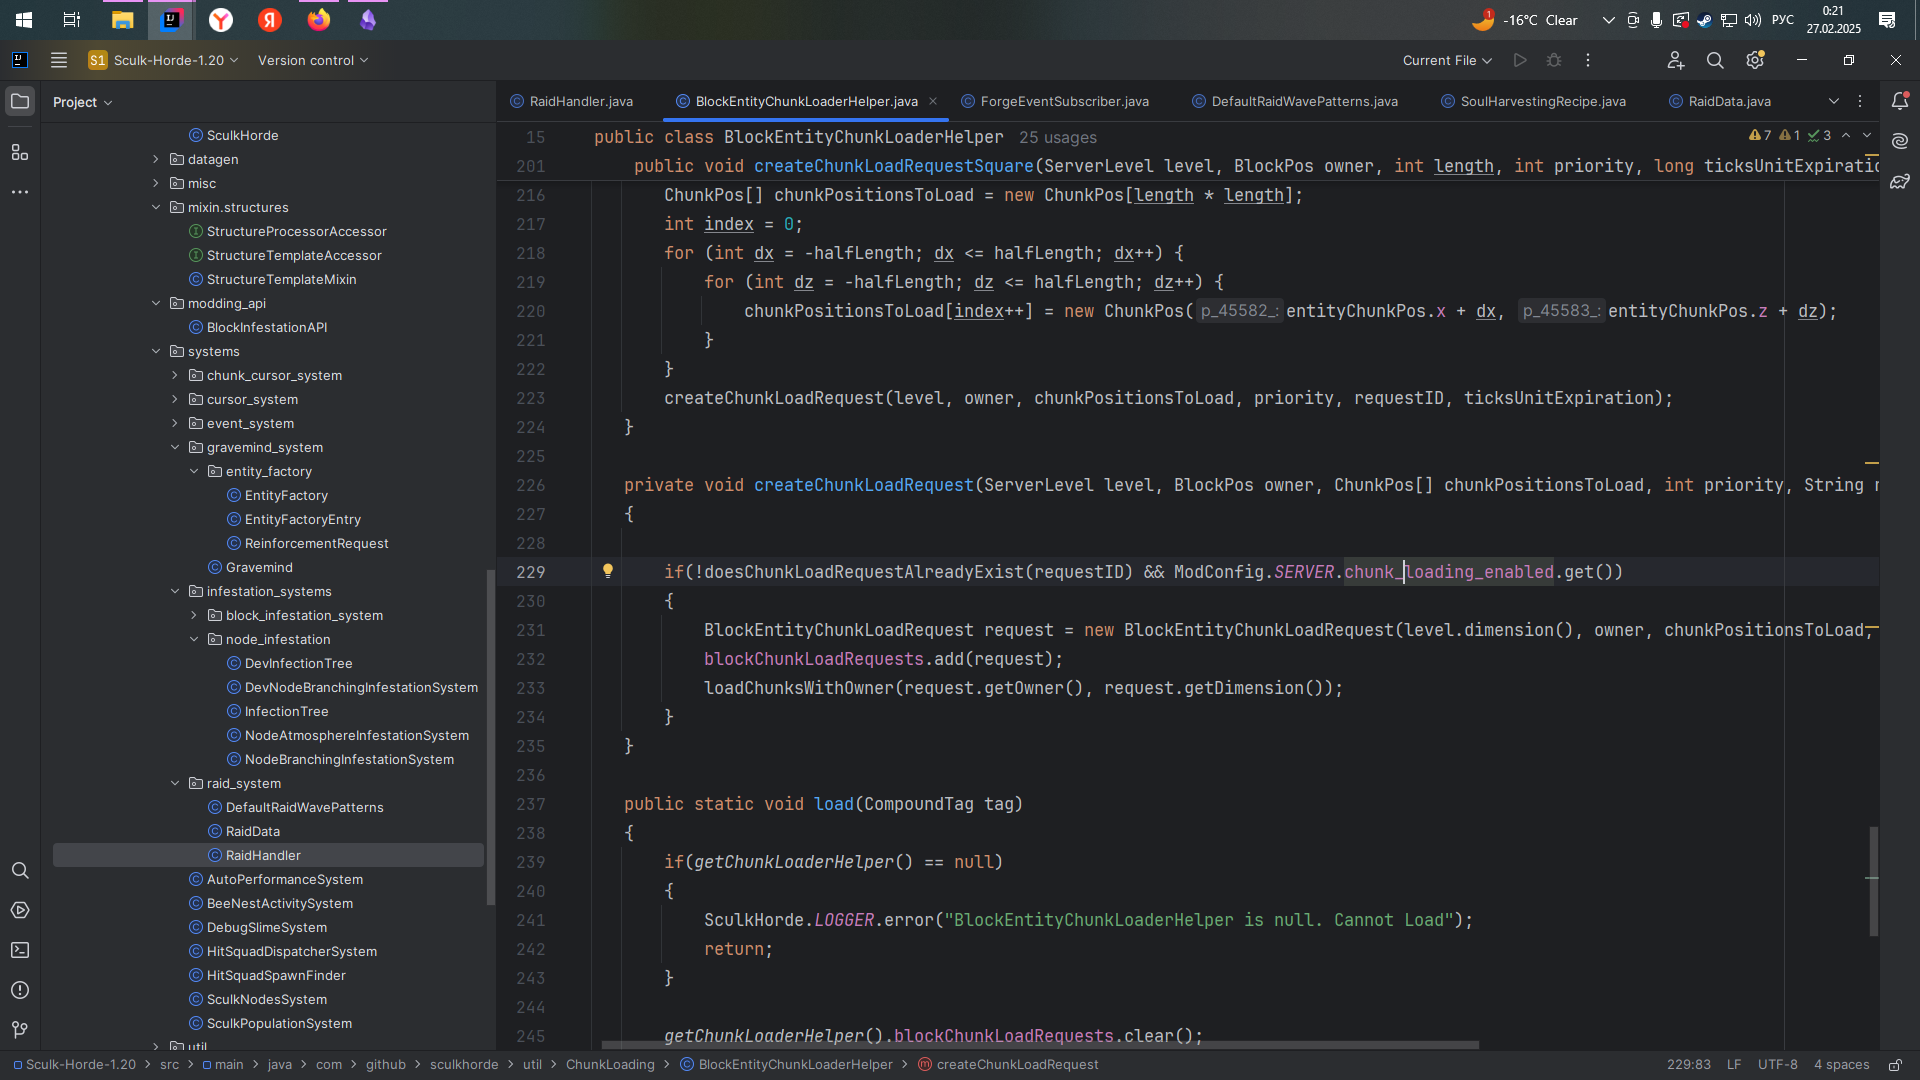 1
-16°C Clear
РУС
0:21
27.02.2025
S1
Sculk-Horde-1.20
Version control
Current File
Project
SculkHorde
datagen
misc
mixin.structures
StructureProcessorAccessor
StructureTemplateAccessor
StructureTemplateMixin
modding_api
BlockInfestationAPI
systems
chunk_cursor_system
cursor_system
event_system
gravemind_system
entity_factory
EntityFactory
EntityFactoryEntry
ReinforcementRequest
Gravemind
infestation_systems
block_infestation_system
node_infestation
DevInfectionTree
DevNodeBranchingInfestationSystem
InfectionTree
NodeAtmosphereInfestationSystem
NodeBranchingInfestationSystem
raid_system
DefaultRaidWavePatterns
RaidData
RaidHandler
AutoPerformanceSystem
BeeNestActivitySystem
DebugSlimeSystem
HitSquadDispatcherSystem
HitSquadSpawnFinder
SculkNodesSystem
SculkPopulationSystem
util
RaidHandler.java BlockEntityChunkLoaderHelper.java ForgeEventSubscriber.java DefaultRaidWavePatterns.java SoulHarvestingRecipe.java RaidData.java
7 1 3
15 public class BlockEntityChunkLoaderHelper 25 usages
201 public void createChunkLoadRequestSquare(ServerLevel level, BlockPos owner, int length, int priority, long ticksUnitExpiratio
216 ChunkPos[] chunkPositionsToLoad = new ChunkPos[length * length];
217 int index = 0;
218 for (int dx = -halfLength; dx <= halfLength; dx++) {
219 for (int dz = -halfLength; dz <= halfLength; dz++) {
220 chunkPositionsToLoad[index++] = new ChunkPos( p_45582_: entityChunkPos.x + dx, p_45583_: entityChunkPos.z + dz);
221 }
222 }
223 createChunkLoadRequest(level, owner, chunkPositionsToLoad, priority, requestID, ticksUnitExpiration);
224 }
225
226 private void createChunkLoadRequest(ServerLevel level, BlockPos owner, ChunkPos[] chunkPositionsToLoad, int priority, String r
227 {
228
229 if(!doesChunkLoadRequestAlreadyExist(requestID) && ModConfig.SERVER.chunk_loading_enabled.get())
230 {
231 BlockEntityChunkLoadRequest request = new BlockEntityChunkLoadRequest(level.dimension(), owner, chunkPositionsToLoad,
232 blockChunkLoadRequests.add(request);
233 loadChunksWithOwner(request.getOwner(), request.getDimension());
234 }
235 }
236
237 public static void load(CompoundTag tag)
238 {
239 if(getChunkLoaderHelper() == null)
240 {
241 SculkHorde.LOGGER.error("BlockEntityChunkLoaderHelper is null. Cannot Load");
242 return;
243 }
244
245 getChunkLoaderHelper().blockChunkLoadRequests.clear();
Sculk-Horde-1.20 > src > main > java > com > github > sculkhorde > util > ChunkLoading > BlockEntityChunkLoaderHelper > createChunkLoadRequest
229:83 LF UTF-8 4 spaces